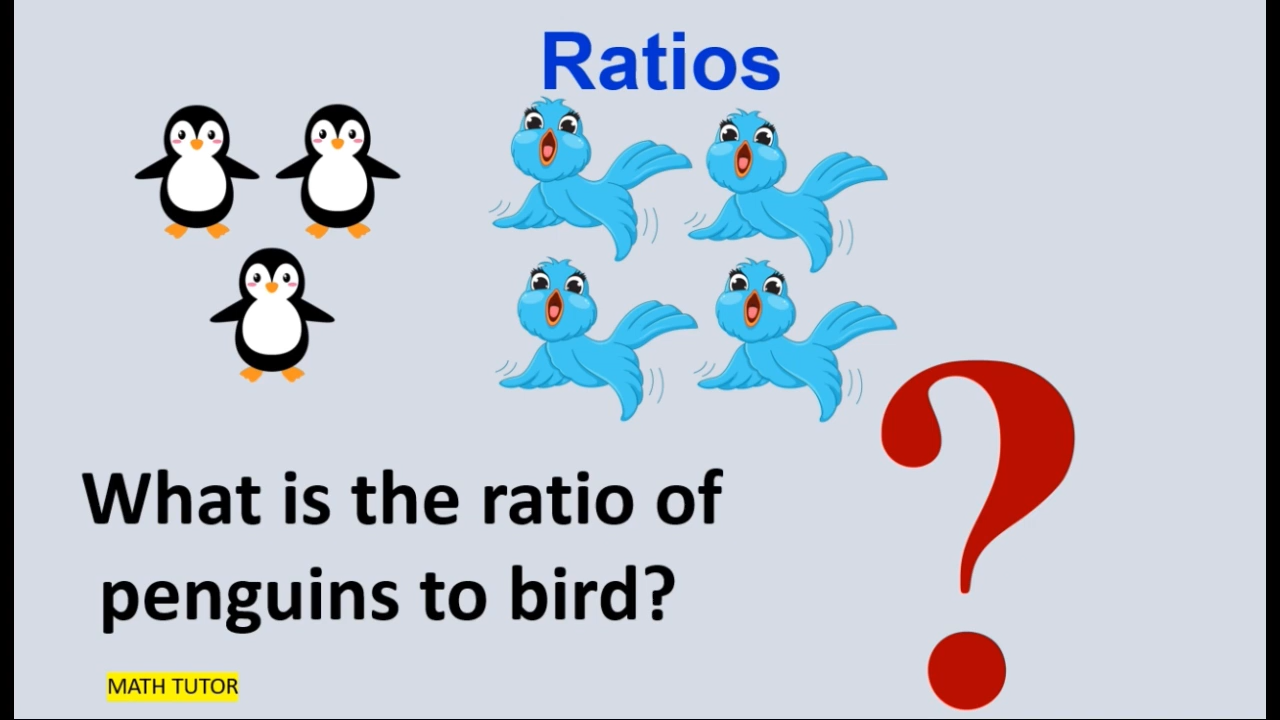 Ratios
What is the ratio of
penguins to bird?
MATH TUTOR